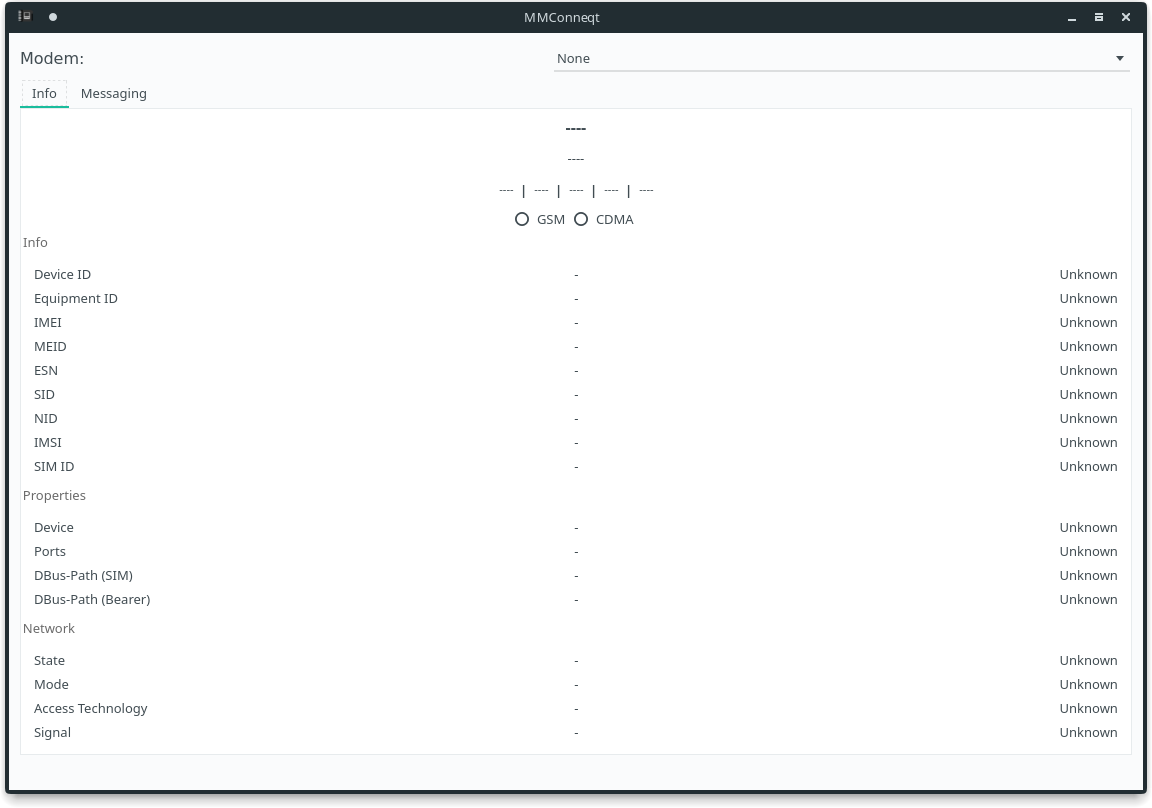 MMConneqt
Modem: None
Info Messaging
----
----
---- | ---- | ---- | ---- | ----
GSM CDMA
Info
Device ID - Unknown
Equipment ID - Unknown
IMEI - Unknown
MEID - Unknown
ESN - Unknown
SID - Unknown
NID - Unknown
IMSI - Unknown
SIM ID - Unknown
Properties
Device - Unknown
Ports - Unknown
DBus-Path (SIM) - Unknown
DBus-Path (Bearer) - Unknown
Network
State - Unknown
Mode - Unknown
Access Technology - Unknown
Signal - Unknown